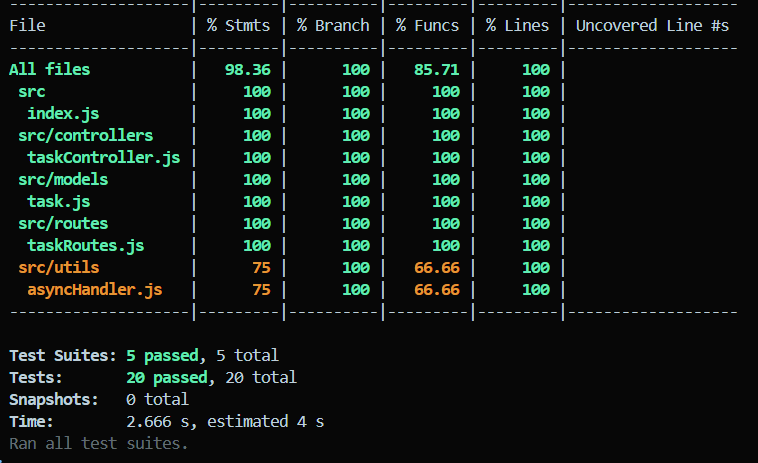 -------------------|---------|----------|---------|---------|-------------------
File               | % Stmts | % Branch | % Funcs | % Lines | Uncovered Line #s
-------------------|---------|----------|---------|---------|-------------------
All files          |   98.36 |      100 |   85.71 |     100 |
 src               |     100 |      100 |     100 |     100 |
  index.js         |     100 |      100 |     100 |     100 |
 src/controllers   |     100 |      100 |     100 |     100 |
  taskController.js |     100 |      100 |     100 |     100 |
 src/models        |     100 |      100 |     100 |     100 |
  task.js          |     100 |      100 |     100 |     100 |
 src/routes        |     100 |      100 |     100 |     100 |
  taskRoutes.js    |     100 |      100 |     100 |     100 |
 src/utils         |      75 |      100 |   66.66 |     100 |
  asyncHandler.js  |      75 |      100 |   66.66 |     100 |
-------------------|---------|----------|---------|---------|-------------------
Test Suites: 5 passed, 5 total
Tests:       20 passed, 20 total
Snapshots:   0 total
Time:        2.666 s, estimated 4 s
Ran all test suites.